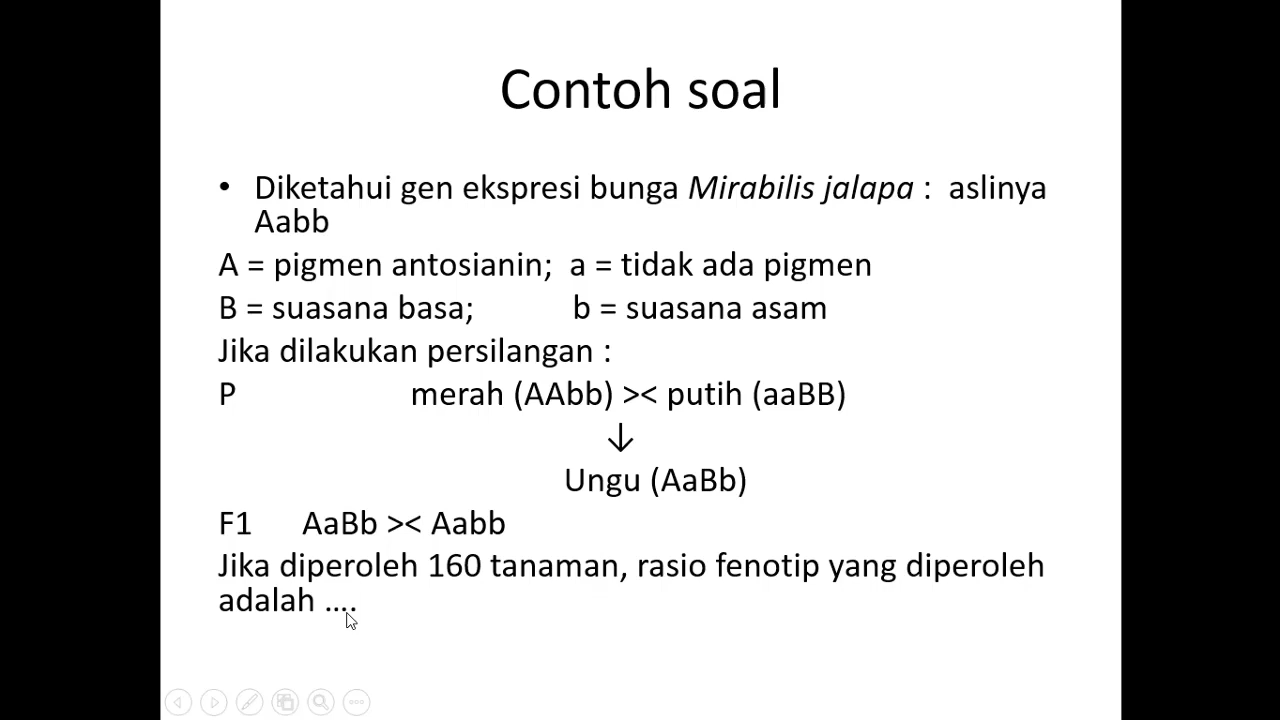 Contoh soal
• Diketahui gen ekspresi bunga Mirabilis jalapa : aslinya
Aabb
A = pigmen antosianin; a = tidak ada pigmen
B = suasana basa; b = suasana asam
Jika dilakukan persilangan :
P merah (AAbb) >< putih (aaBB)
↓
Ungu (AaBb)
F1 AaBb >< Aabb
Jika diperoleh 160 tanaman, rasio fenotip yang diperoleh
adalah ....